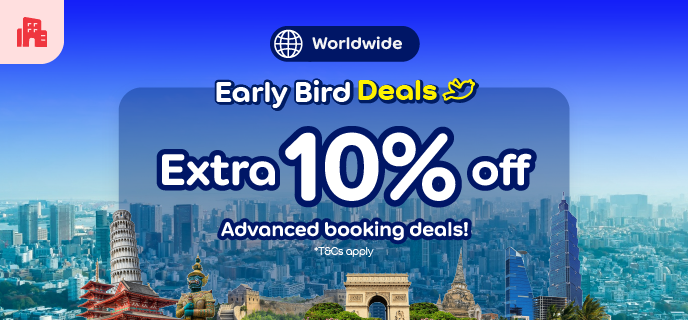 Worldwide
Early Bird Deals
Extra 10% off
Advanced booking deals!
*T&Cs apply